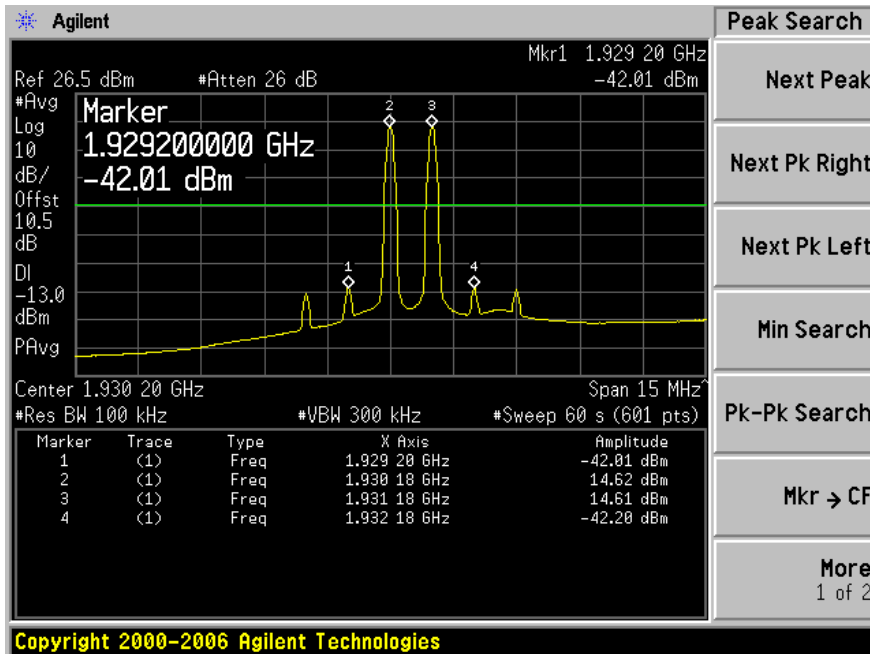 Agilent
Peak Search
Mkr1 1.929 20 GHz
Ref 26.5 dBm #Atten 26 dB -42.01 dBm
#Avg
Log
10
dB/
Offst
10.5
dB
DI
-13.0
dBm
PAvg
Marker
1.929200000 GHz
-42.01 dBm
2 3
1 4
Center 1.930 20 GHz Span 15 MHz^
#Res BW 100 kHz #VBW 300 kHz #Sweep 60 s (601 pts)
Marker Trace Type X Axis Amplitude
1 (1) Freq 1.929 20 GHz -42.01 dBm
2 (1) Freq 1.930 18 GHz 14.62 dBm
3 (1) Freq 1.931 18 GHz 14.61 dBm
4 (1) Freq 1.932 18 GHz -42.20 dBm
Next Peak
Next Pk Right
Next Pk Left
Min Search
Pk-Pk Search
Mkr → CF
More
1 of 2
Copyright 2000-2006 Agilent Technologies